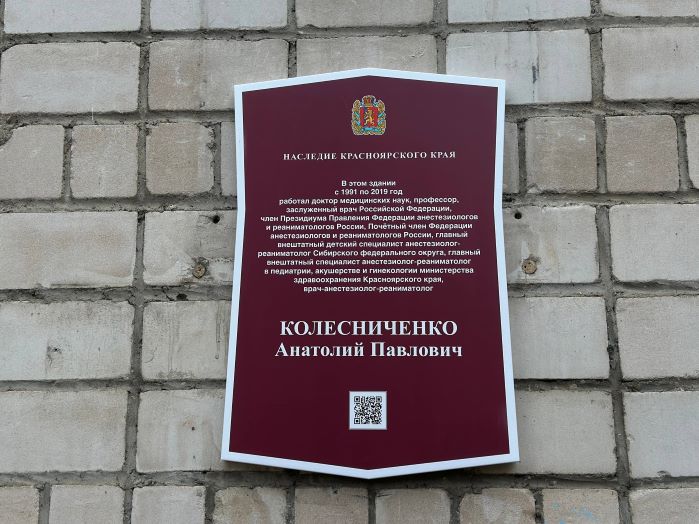 НАСЛЕДИЕ КРАСНОЯРСКОГО КРАЯ
В этом здании
с 1991 по 2019 год
работал доктор медицинских наук, профессор,
заслуженный врач Российской Федерации,
член Президиума Правления Федерации анестезиологов
и реаниматологов России, Почётный член Федерации
анестезиологов и реаниматологов России, главный
внештатный детский специалист анестезиолог-
реаниматолог Сибирского федерального округа, главный
внештатный специалист анестезиолог-реаниматолог
в педиатрии, акушерстве и гинекологии министерства
здравоохранения Красноярского края,
врач-анестезиолог-реаниматолог
КОЛЕСНИЧЕНКО
Анатолий Павлович